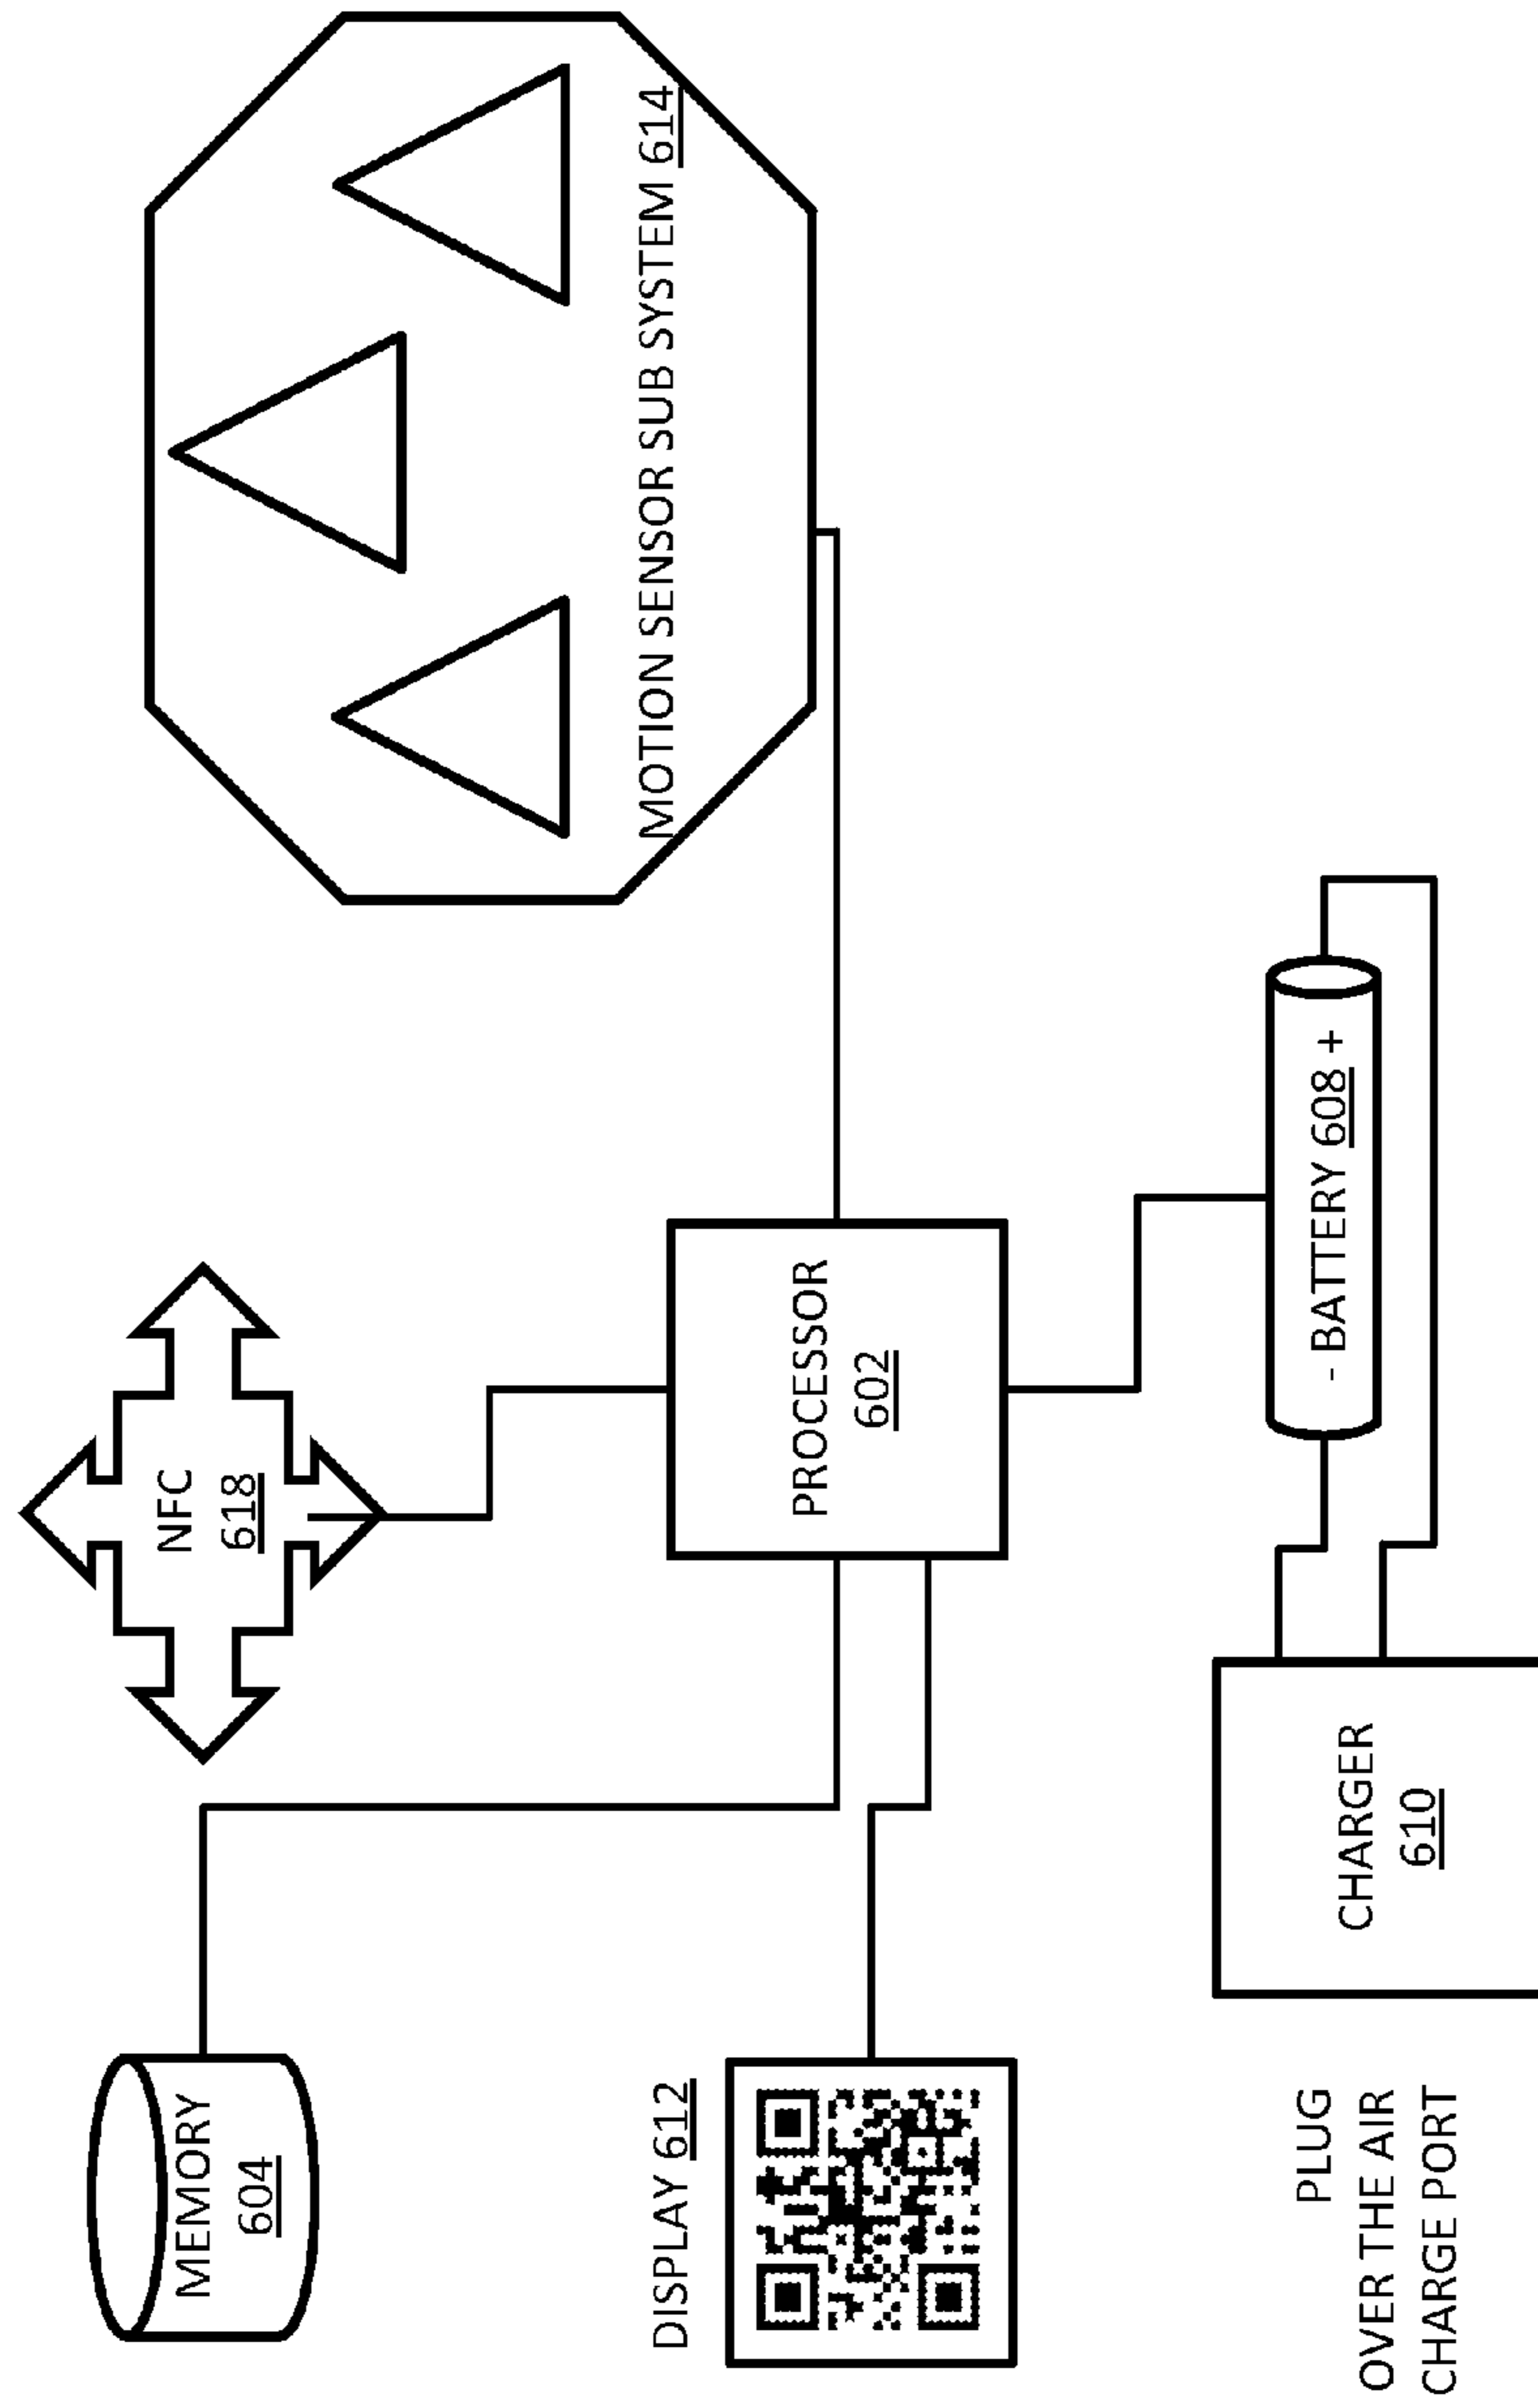 MEMORY
604
NFC
618
MOTION SENSOR SUB SYSTEM 614
DISPLAY 612
PROCESSOR
602
- BATTERY 608 +
CHARGER
610
PLUG
OVER THE AIR
CHARGE PORT